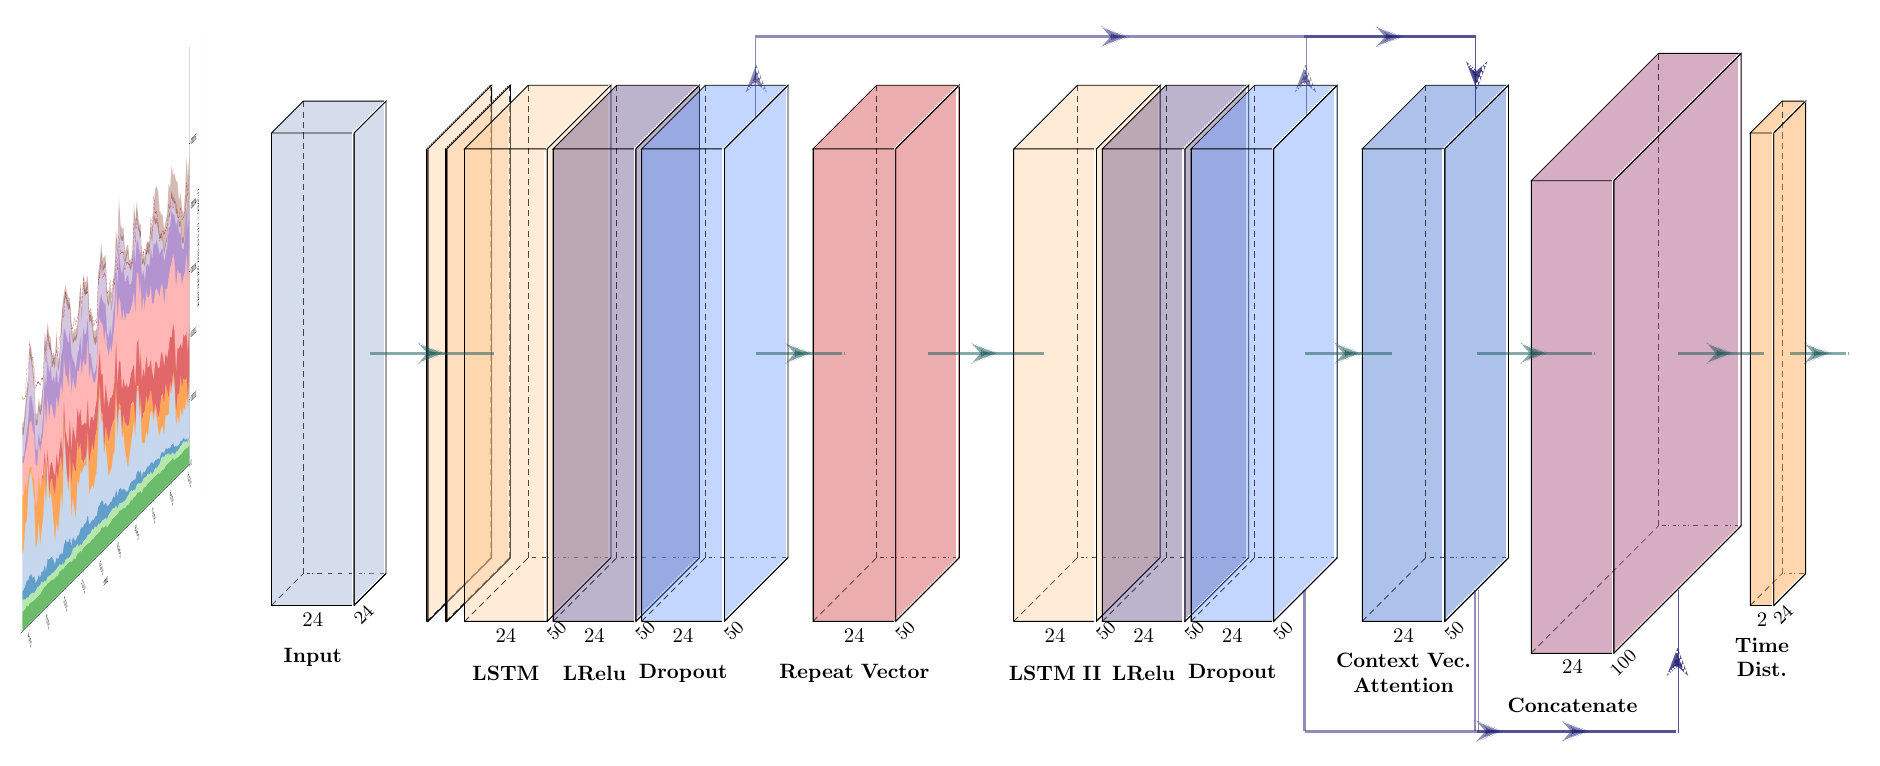 24
24
Input
24
50
LSTM
24
50
LRelu
24
50
Dropout
24
50
Repeat Vector
24
50
LSTM II
24
50
LRelu
24
50
Dropout
24
50
Context Vec.
Attention
24
100
Concatenate
2
24
Time
Dist.